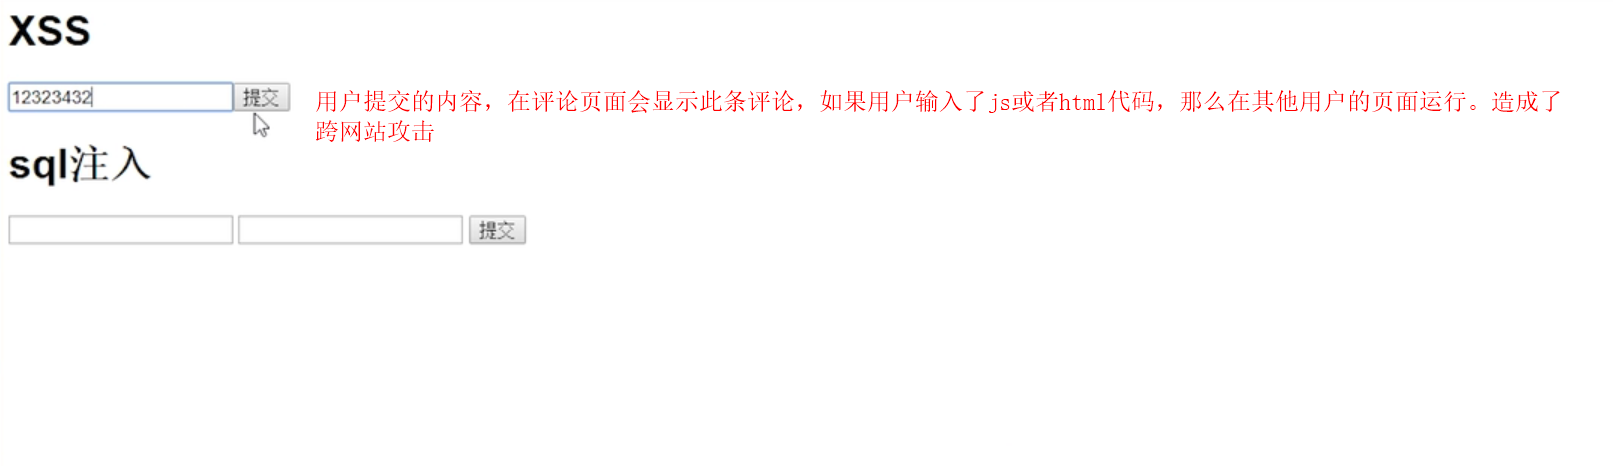 XSS
12323432 提交
用户提交的内容，在评论页面会显示此条评论，如果用户输入了js或者html代码，那么在其他用户的页面运行。造成了
跨网站攻击
sql注入
提交